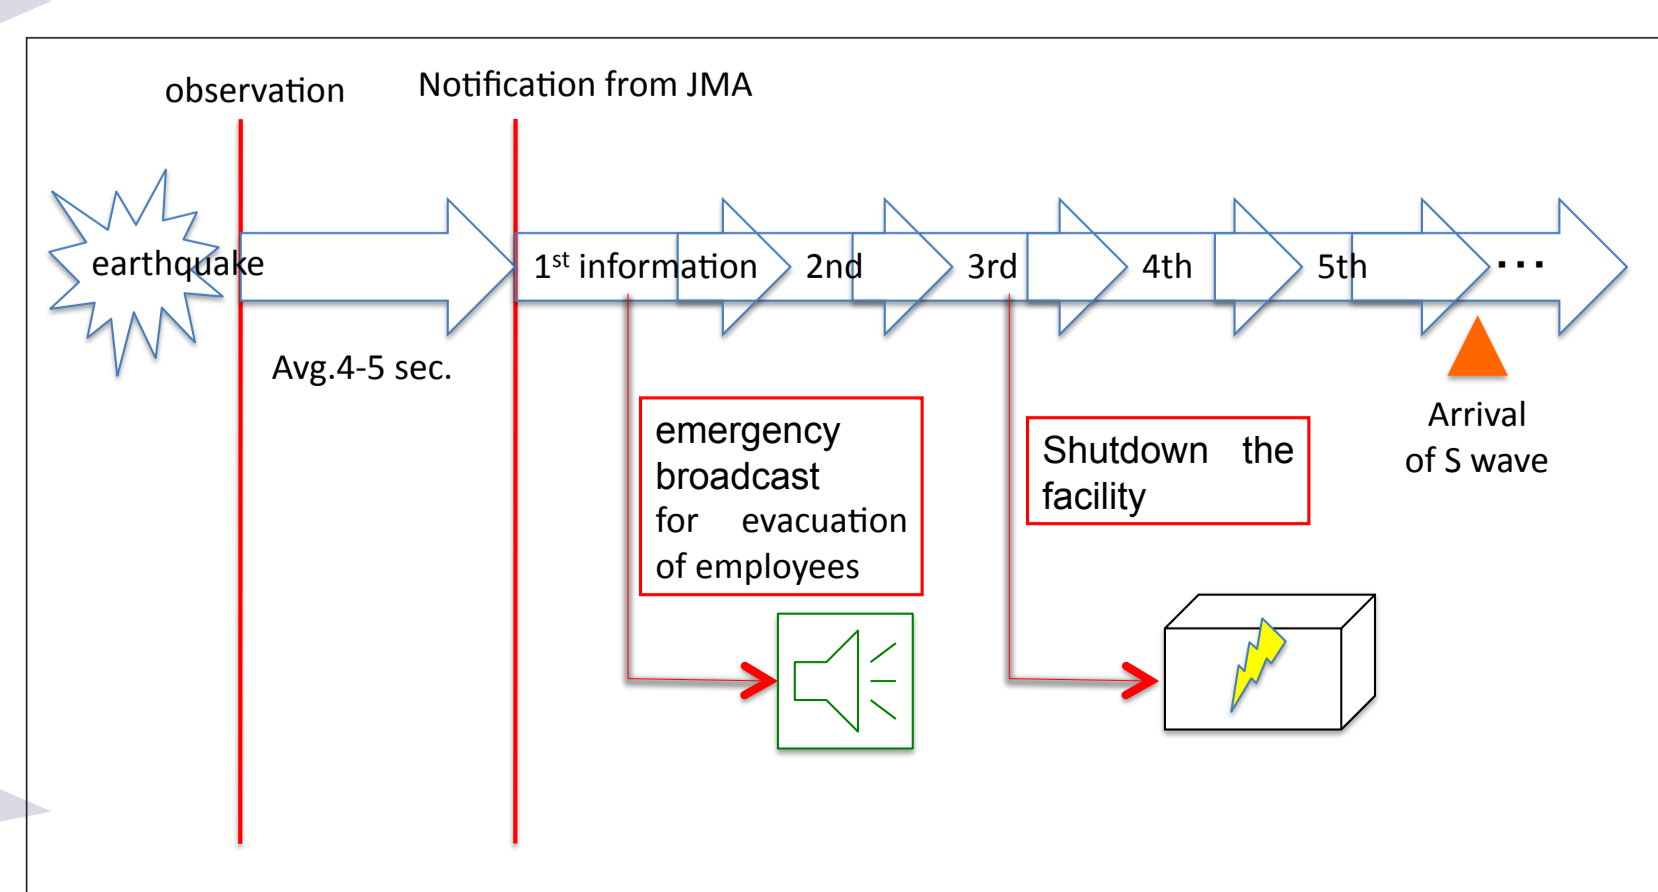 observation
Notification from JMA
earthquake
1st information
2nd
3rd
4th
5th
...
Avg.4-5 sec.
emergency
broadcast
for evacuation
of employees
Shutdown the
facility
Arrival
of S wave